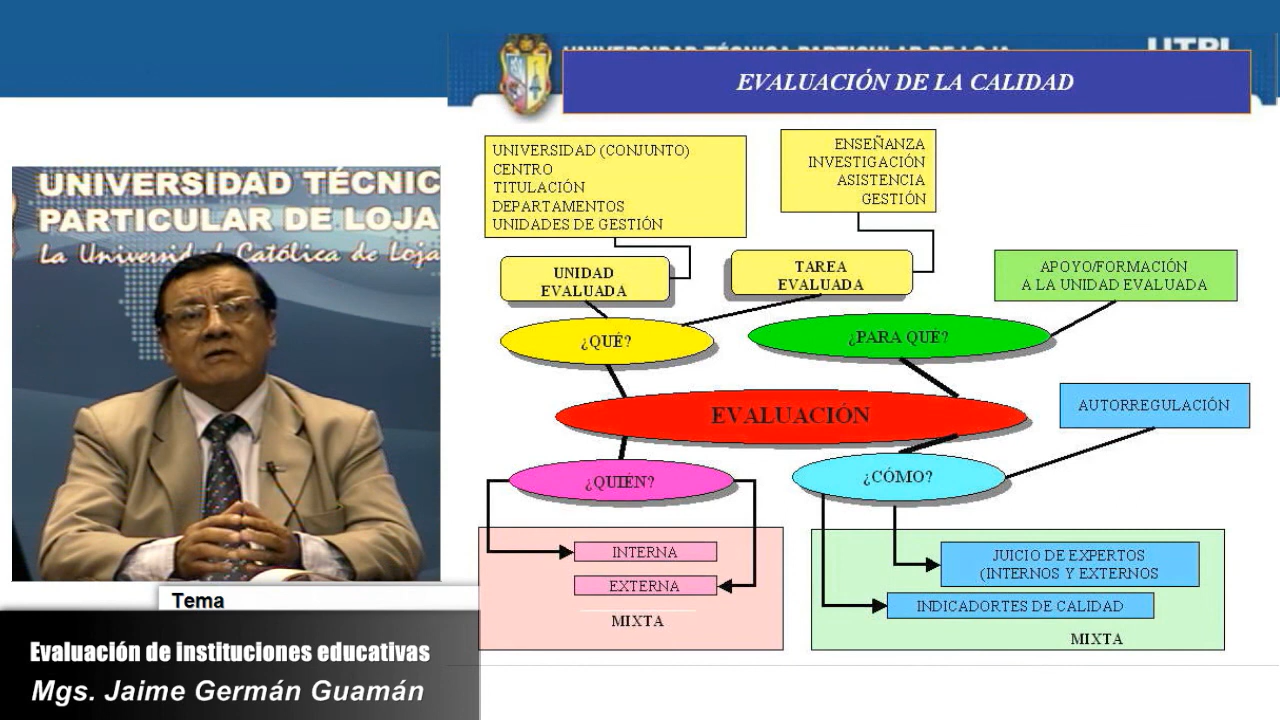 UNIVERSIDAD TÉCNICA PARTICULAR DE LOJA
UTPL
EVALUACIÓN DE LA CALIDAD
UNIVERSIDAD (CONJUNTO)
CENTRO
TITULACIÓN
DEPARTAMENTOS
UNIDADES DE GESTIÓN
ENSEÑANZA
INVESTIGACIÓN
ASISTENCIA
GESTIÓN
UNIDAD
EVALUADA
TAREA
EVALUADA
APOYO/FORMACIÓN
A LA UNIDAD EVALUADA
¿QUÉ?
¿PARA QUÉ?
EVALUACIÓN
AUTORREGULACIÓN
¿QUIÉN?
¿CÓMO?
INTERNA
EXTERNA
MIXTA
JUICIO DE EXPERTOS
(INTERNOS Y EXTERNOS
INDICADORTES DE CALIDAD
MIXTA
UNIVERSIDAD TÉCNIC
PARTICULAR DE LOJA
La Universidad Católica de Loja
Tema
Evaluación de instituciones educativas
Mgs. Jaime Germán Guamán